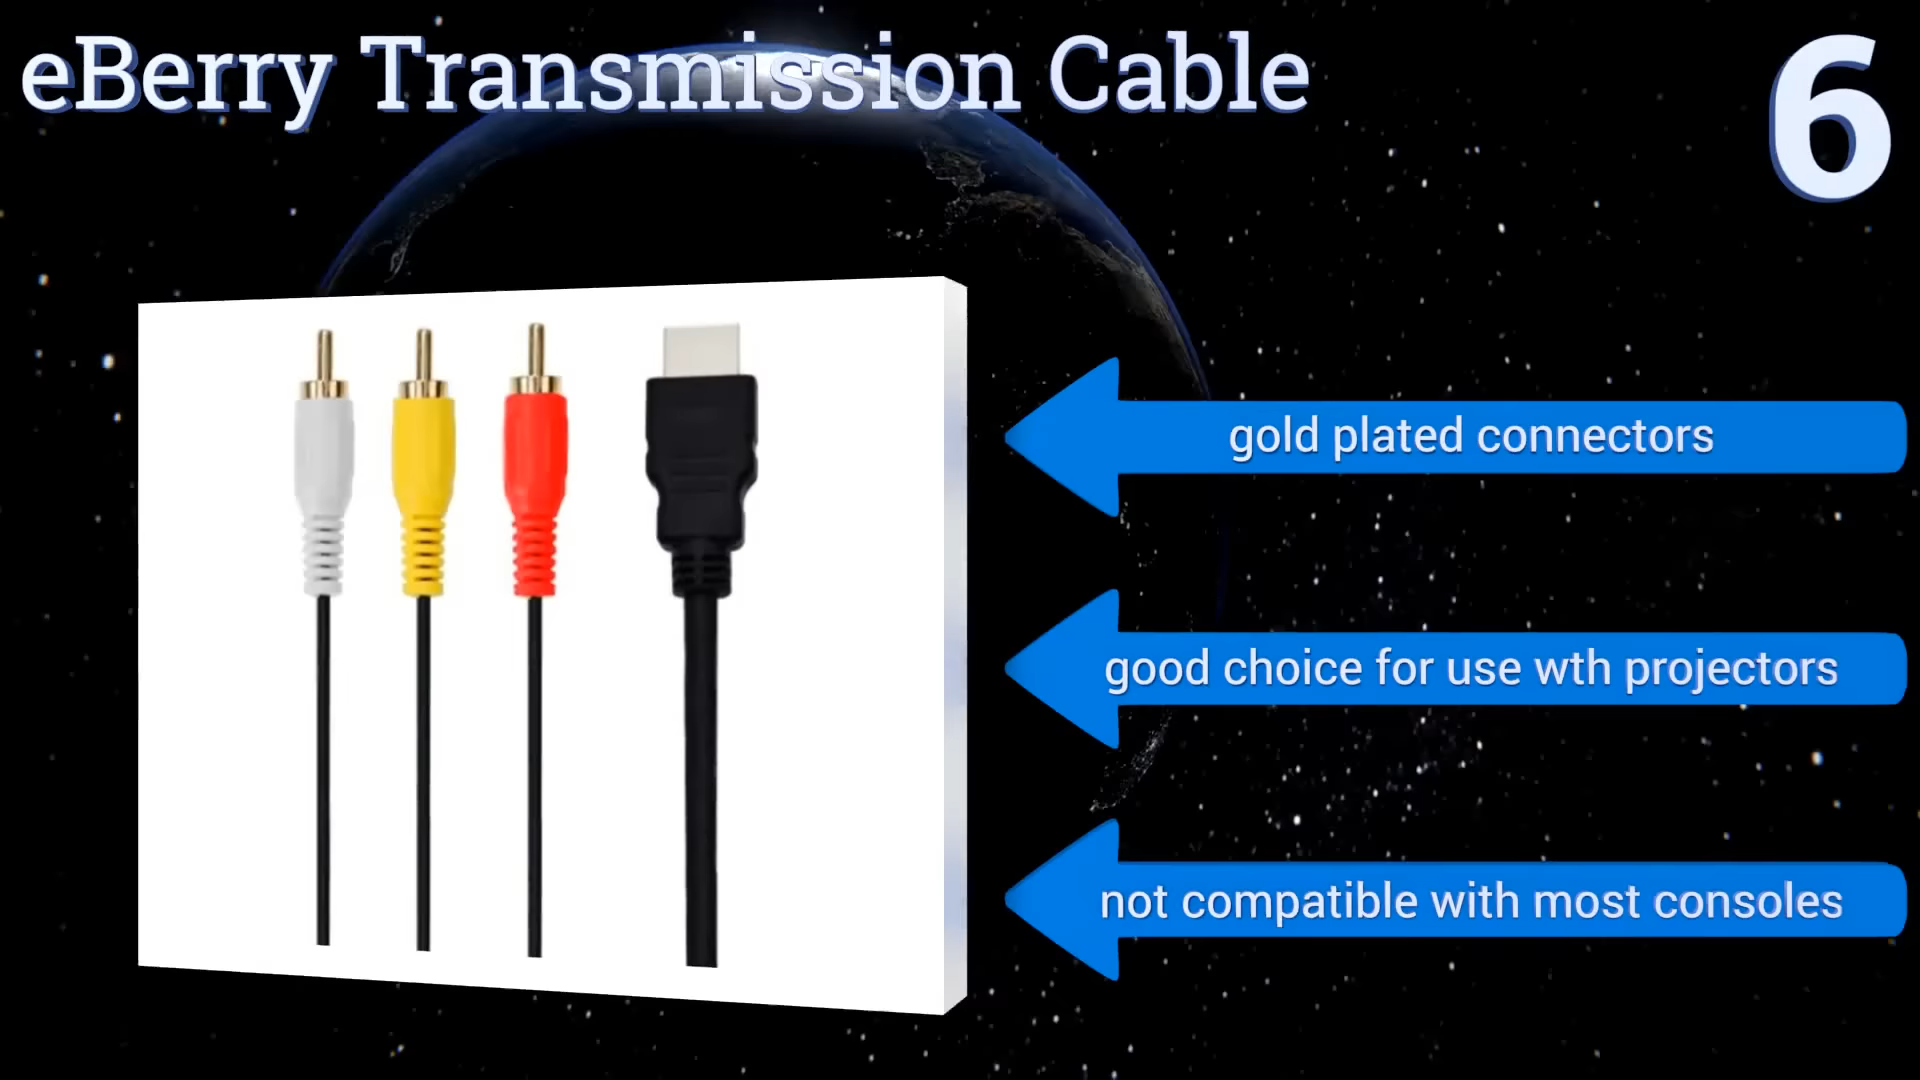 eBerry Transmission Cable
6
gold plated connectors
good choice for use wth projectors
not compatible with most consoles